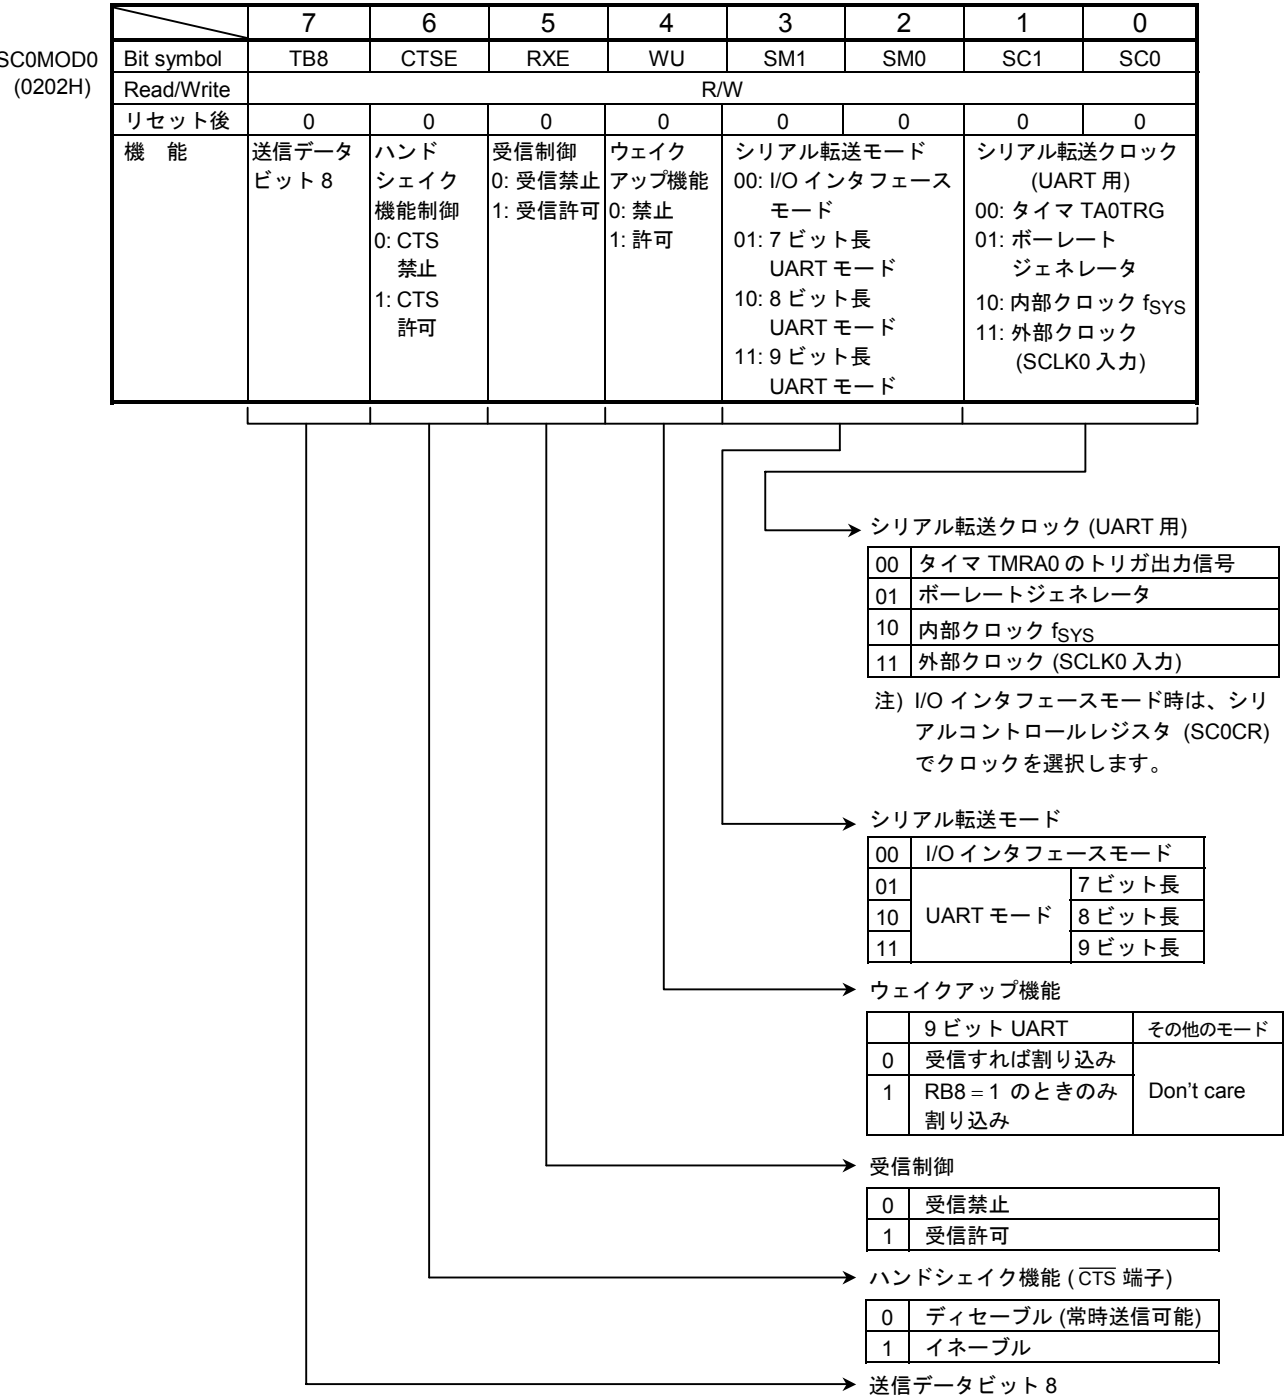 7 6 5 4 3 2 1 0
SC0MOD0 Bit symbol TB8 CTSE RXE WU SM1 SM0 SC1 SC0
(0202H) Read/Write R/W
リセット後 0 0 0 0 0 0 0 0
機 能
送信データ
ビット 8
ハンド
シェイク
機能制御
0: CTS
禁止
1: CTS
許可
受信制御
0: 受信禁止
1: 受信許可
ウェイク
アップ機能
0: 禁止
1: 許可
シリアル転送モード
00: I/O インタフェース
モード
01: 7 ビット長
UART モード
10: 8 ビット長
UART モード
11: 9 ビット長
UART モード
シリアル転送クロック
(UART 用)
00: タイマ TA0TRG
01: ボーレート
ジェネレータ
10: 内部クロック fSYS
11: 外部クロック
(SCLK0 入力)
シリアル転送クロック (UART 用)
00 タイマ TMRA0 のトリガ出力信号
01 ボーレートジェネレータ
10 内部クロック fSYS
11 外部クロック (SCLK0 入力)
注) I/O インタフェースモード時は、シリ
アルコントロールレジスタ (SC0CR)
でクロックを選択します。
シリアル転送モード
00 I/O インタフェースモード
01 7 ビット長
10 UART モード 8 ビット長
11 9 ビット長
ウェイクアップ機能
9 ビット UART その他のモード
0 受信すれば割り込み
1 RB8 = 1 のときのみ Don't care
割り込み
受信制御
0 受信禁止
1 受信許可
ハンドシェイク機能 (C̅T̅S̅ 端子)
0 ディセーブル (常時送信可能)
1 イネーブル
送信データビット 8